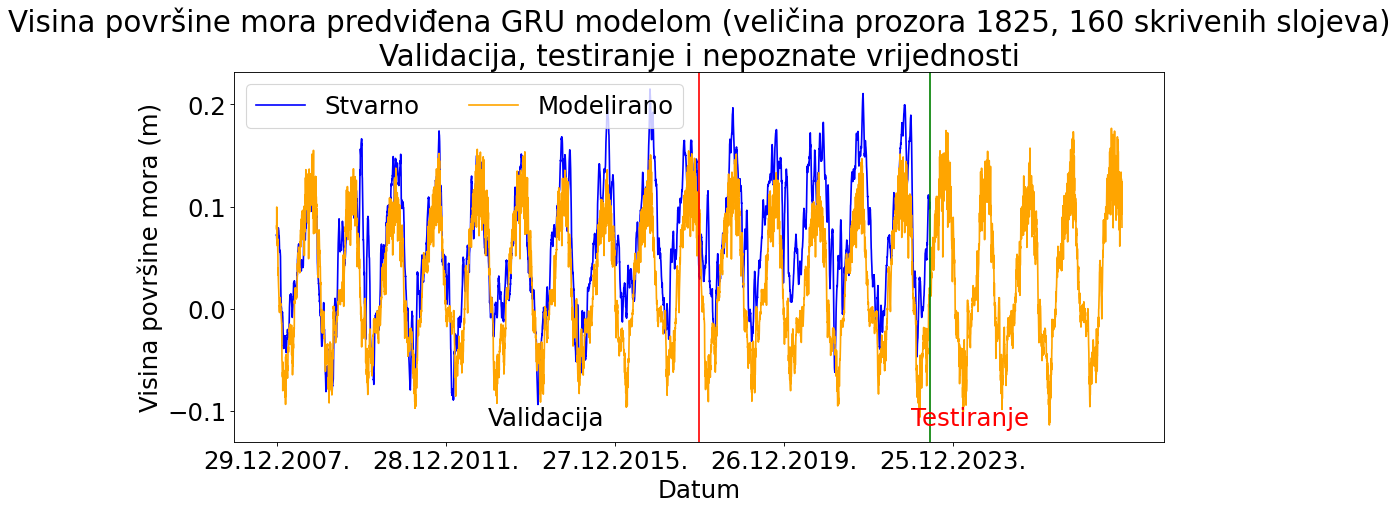 Visina površine mora predviđena GRU modelom (veličina prozora 1825, 160 skrivenih slojeva)
Validacija, testiranje i nepoznate vrijednosti
Stvarno Modelirano
Visina površine mora (m)
0.2
0.1
0.0
−0.1
Validacija Testiranje
29.12.2007. 28.12.2011. 27.12.2015. 26.12.2019. 25.12.2023.
Datum